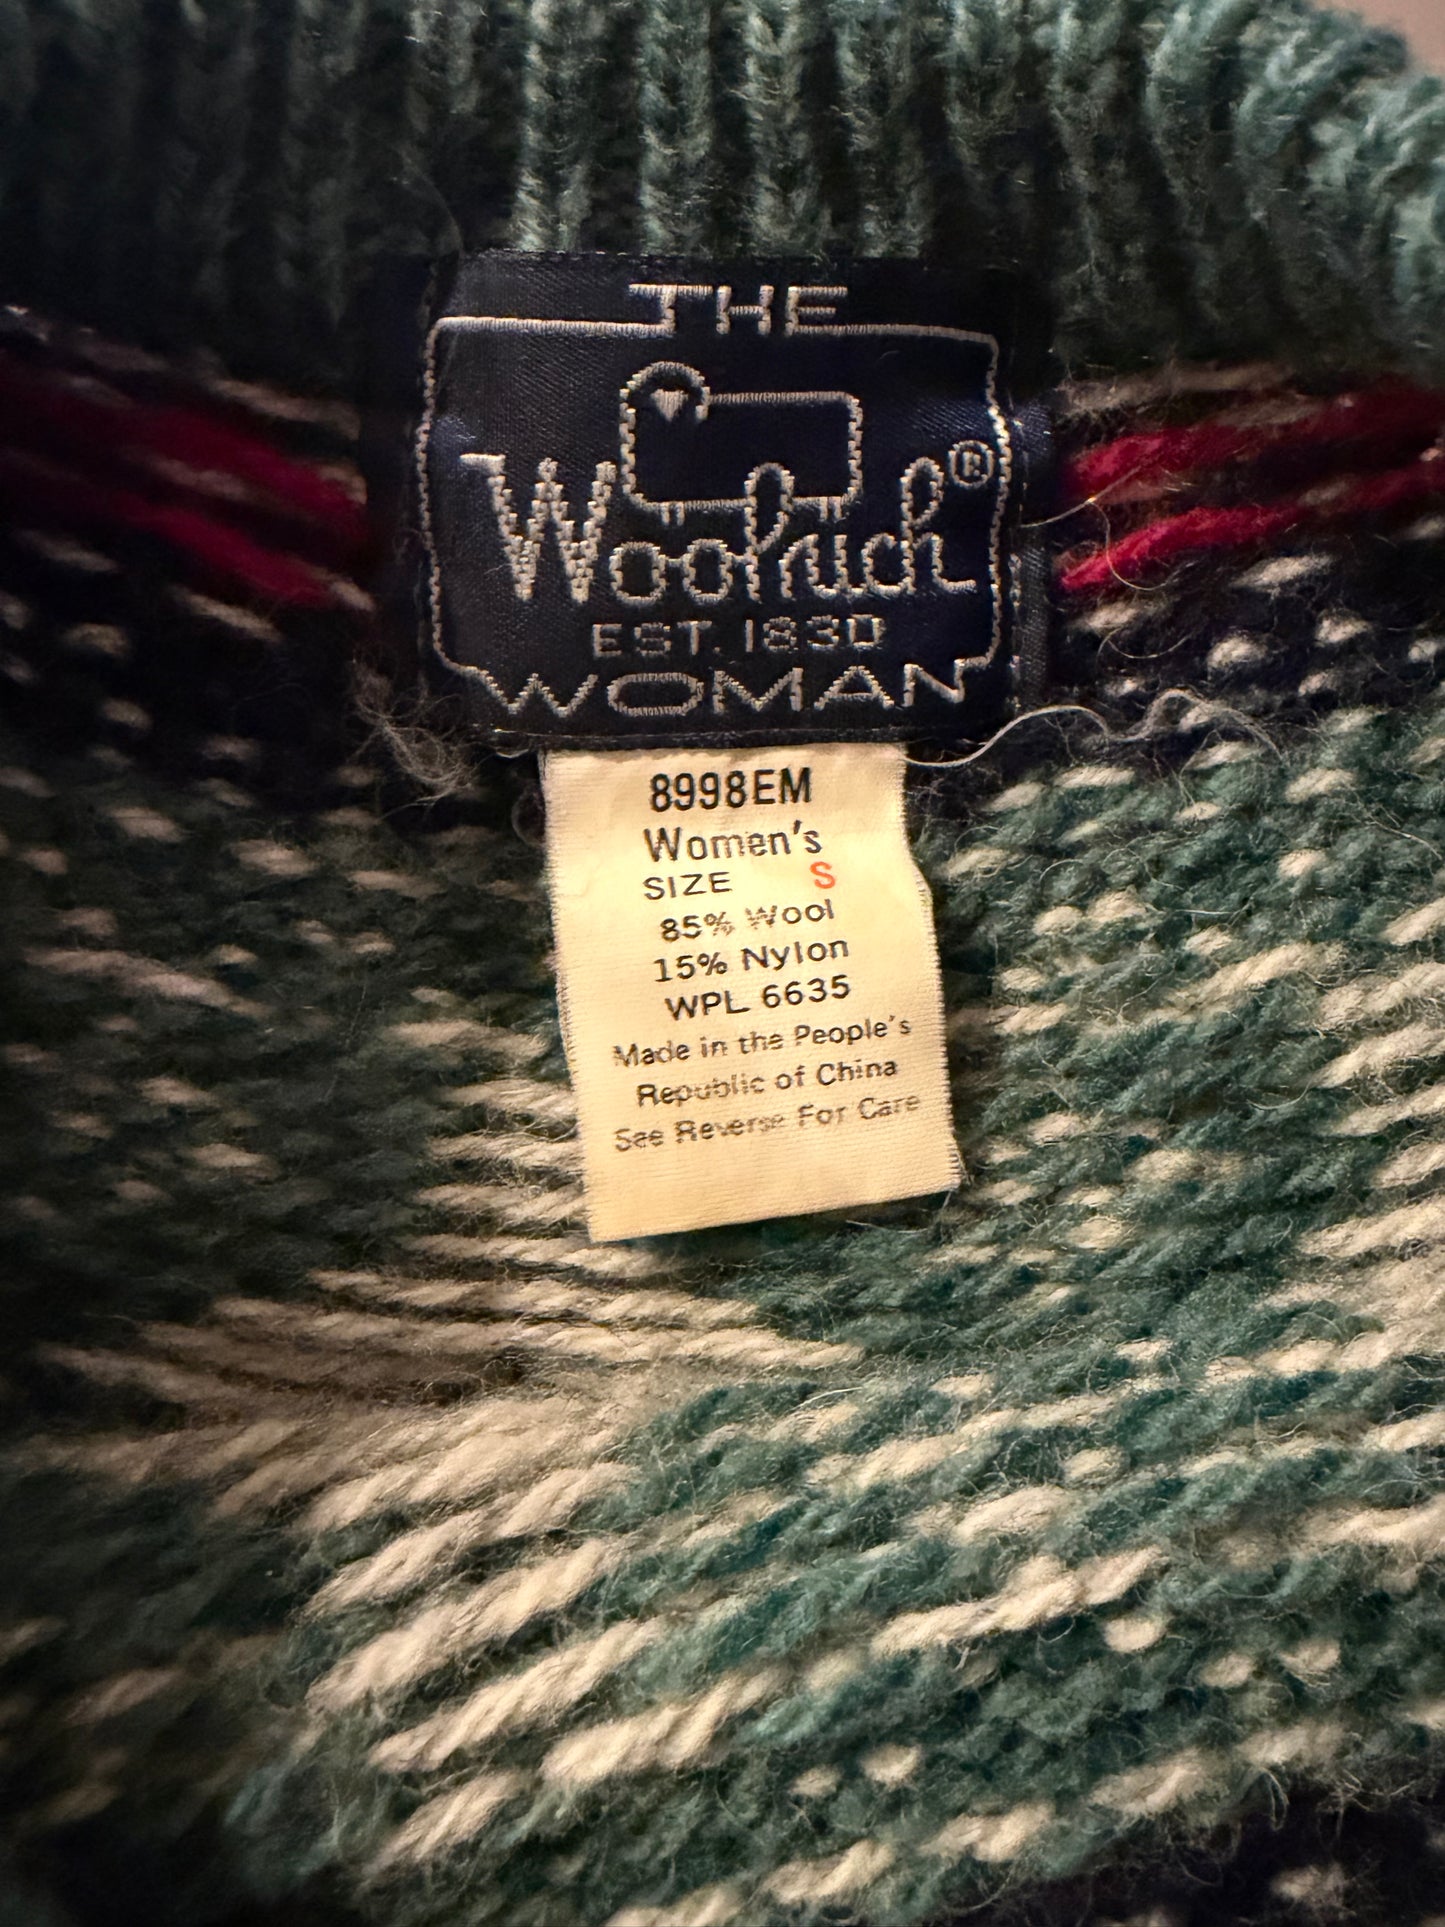 THE
Woolrich®
EST. 1830
WOMAN
8998EM
Women's
SIZE S
85% Wool
15% Nylon
WPL 6635
Made in the People's
Republic of China
See Reverse For Care